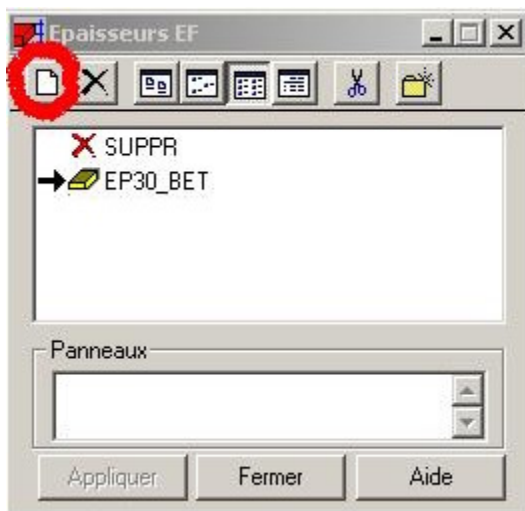 Epaisseurs EF
SUPPR
EP30_BET
Panneaux
Appliquer
Fermer
Aide